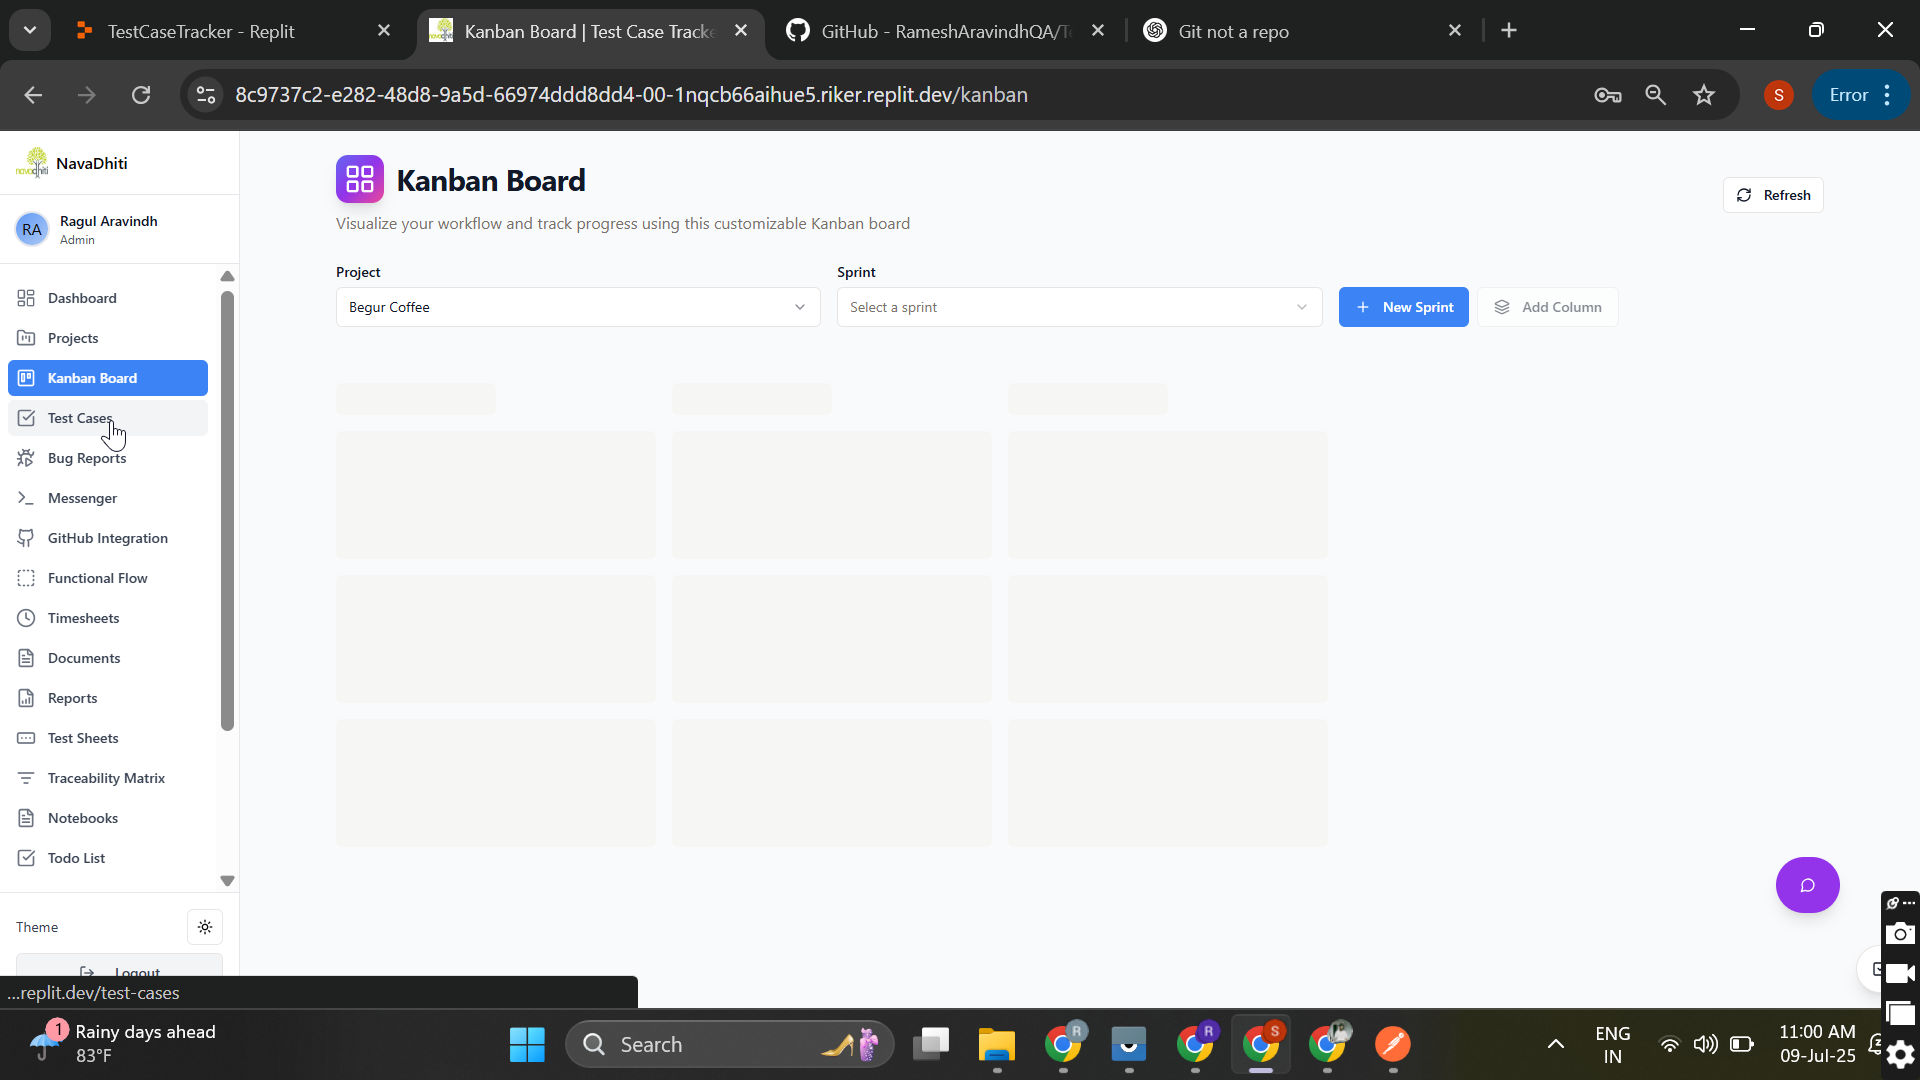 TestCaseTracker - Replit
Kanban Board | Test Case Tracke
GitHub - RameshAravindhQA/Te
Git not a repo
8c9737c2-e282-48d8-9a5d-66974ddd8dd4-00-1nqcb66aihue5.riker.replit.dev/kanban
S
Error
NavaDhiti
RA
Ragul Aravindh
Admin
Dashboard
Projects
Kanban Board
Test Cases
Bug Reports
Messenger
GitHub Integration
Functional Flow
Timesheets
Documents
Reports
Test Sheets
Traceability Matrix
Notebooks
Todo List
Theme
Logout
Kanban Board
Visualize your workflow and track progress using this customizable Kanban board
Refresh
Project
Sprint
Begur Coffee
Select a sprint
New Sprint
Add Column
...replit.dev/test-cases
1
Rainy days ahead
83°F
Search
R
R
S
ENG
IN
11:00 AM
09-Jul-25